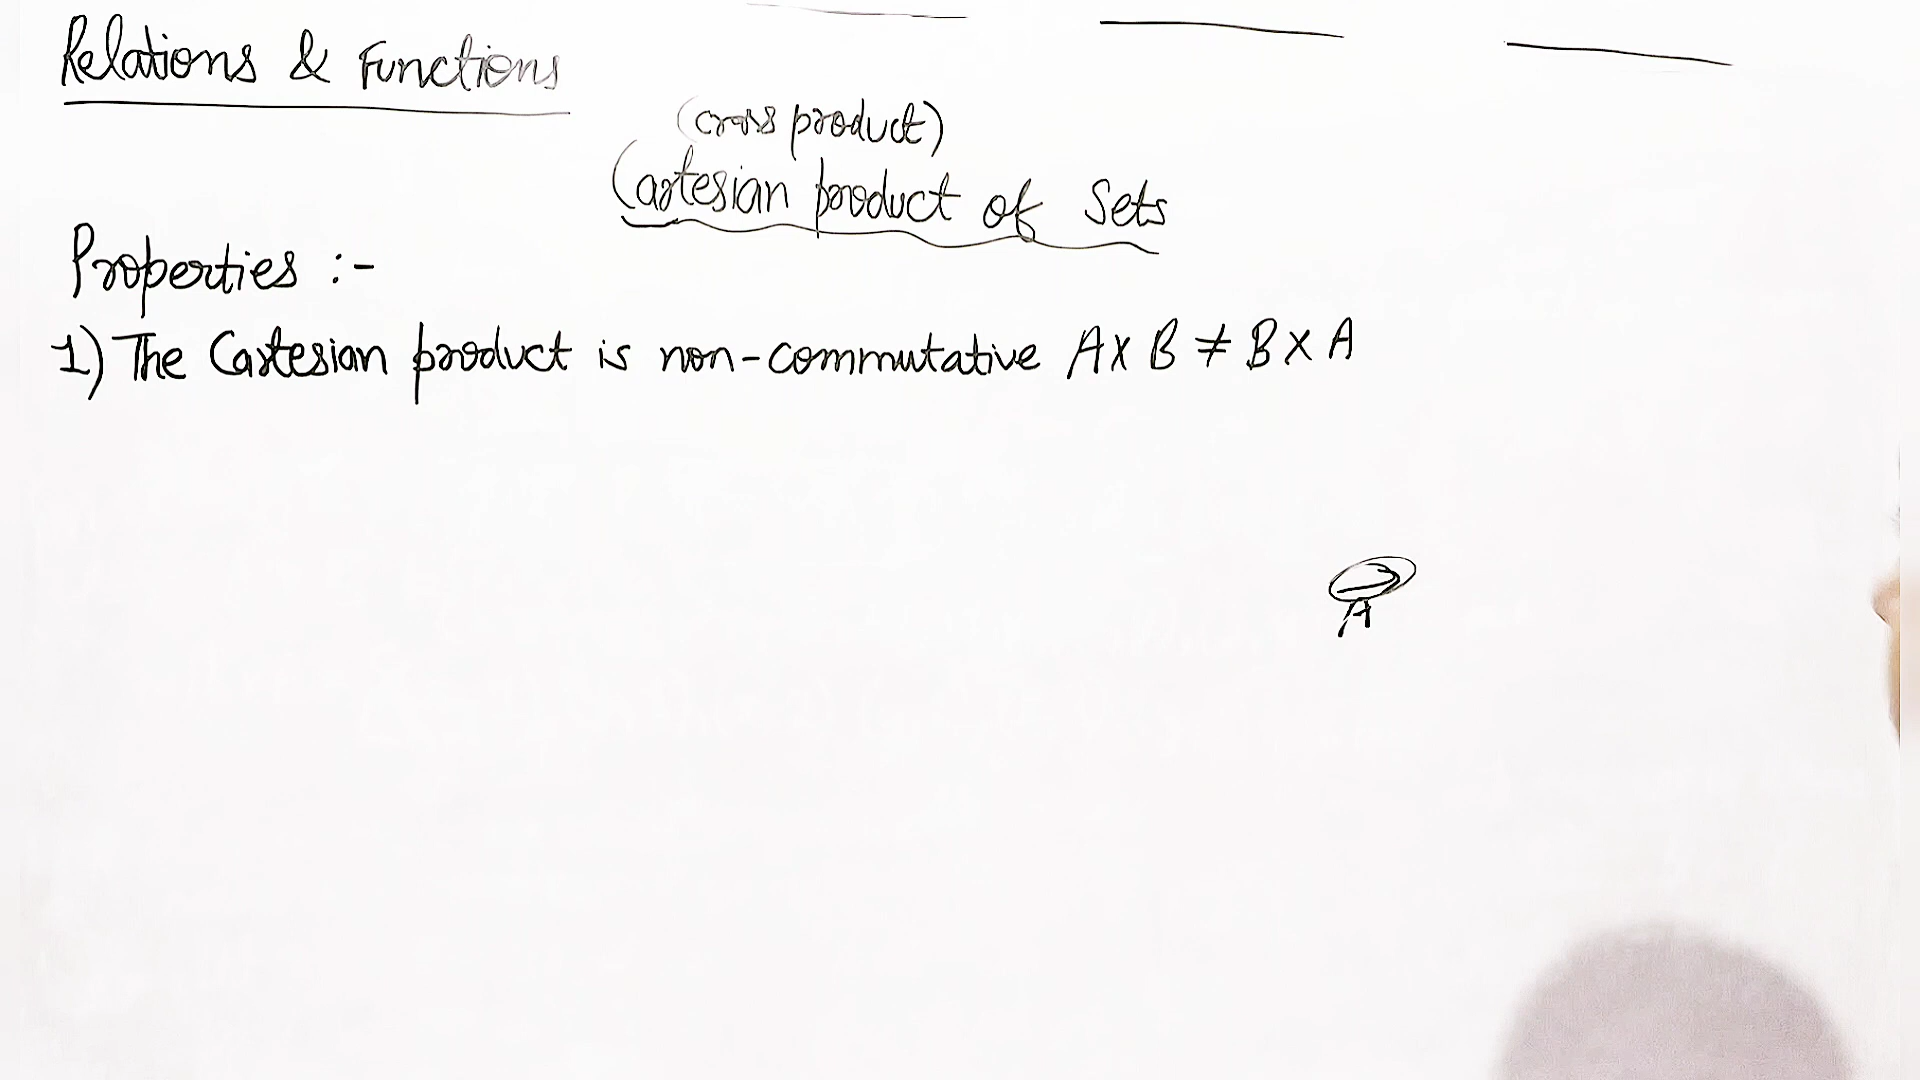 Relations & Functions
(cross product)
Cartesian product of Sets
Properties :-
1) The Cartesian product is non-commutative A × B ≠ B × A
A